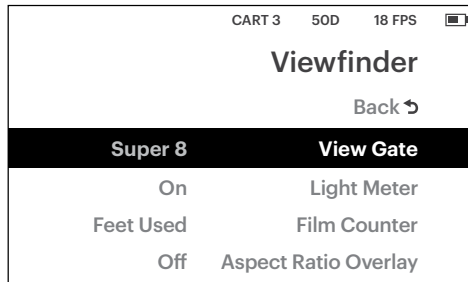 CART 3 50D 18 FPS
Viewfinder
Back
Super 8 View Gate
On Light Meter
Feet Used Film Counter
Off Aspect Ratio Overlay